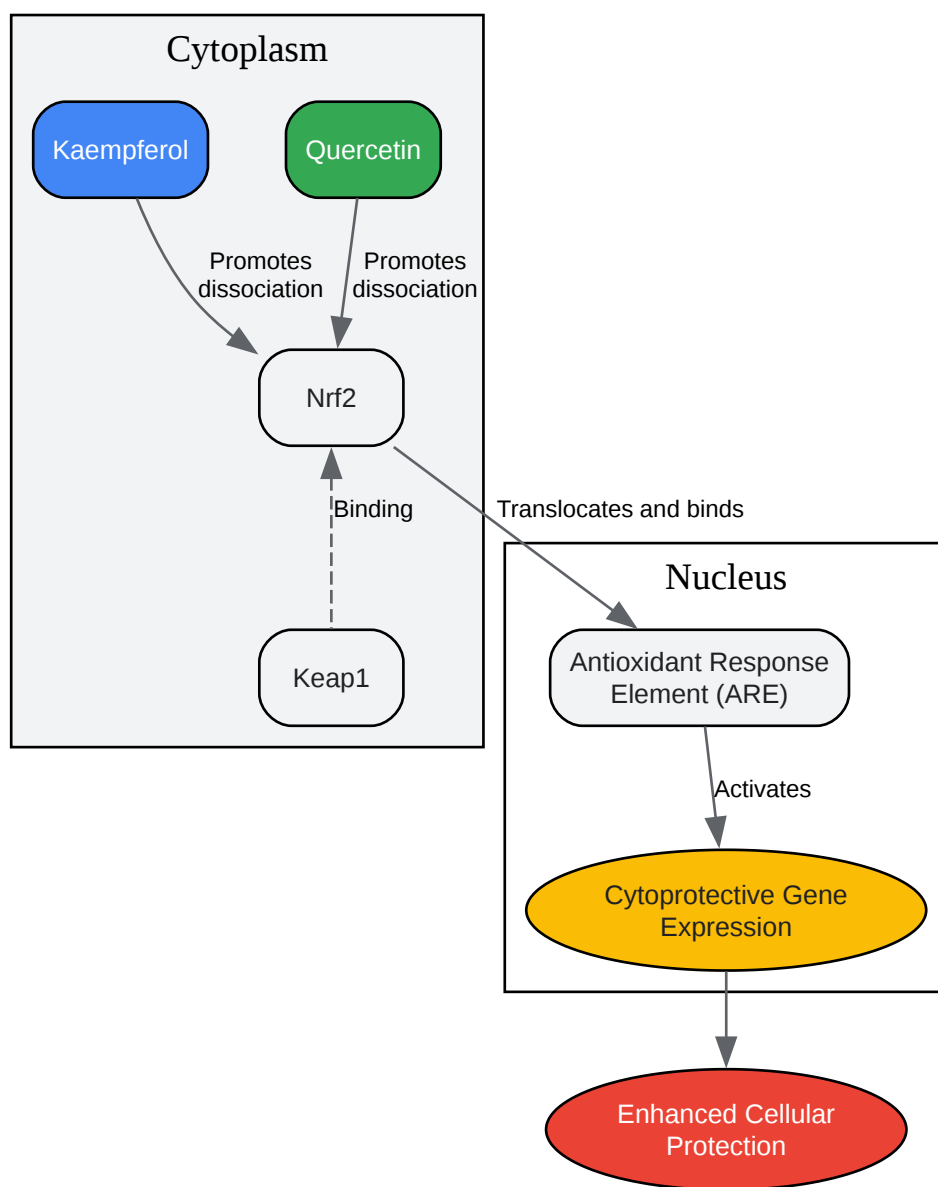 Cytoplasm
Kaempferol
Quercetin
Promotes
dissociation
Promotes
dissociation
Nrf2
Binding
Translocates and binds
Keap1
Nucleus
Antioxidant Response
Element (ARE)
Activates
Cytoprotective Gene
Expression
Enhanced Cellular
Protection